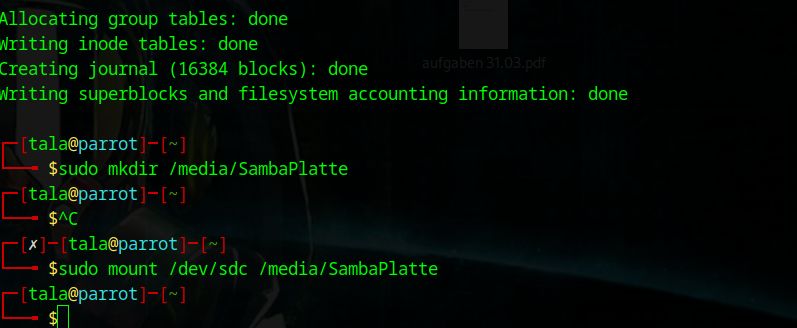 Allocating group tables: done
Writing inode tables: done
Creating journal (16384 blocks): done
aufgaben 31.03.pdf
Writing superblocks and filesystem accounting information: done
[tala@parrot]─[~]
$sudo mkdir /media/SambaPlatte
[tala@parrot]─[~]
$^C
[✗]─[tala@parrot]─[~]
$sudo mount /dev/sdc /media/SambaPlatte
[tala@parrot]─[~]
$